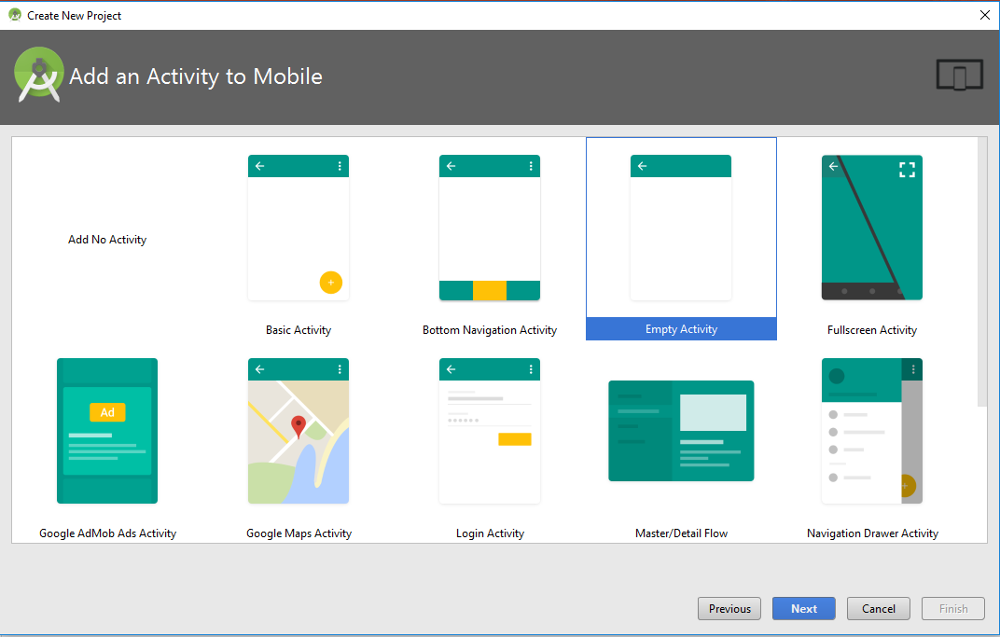 Create New Project
Add an Activity to Mobile
Add No Activity
Basic Activity
Bottom Navigation Activity
Empty Activity
Fullscreen Activity
Ad
Google AdMob Ads Activity
Google Maps Activity
Login Activity
Master/Detail Flow
Navigation Drawer Activity
Previous
Next
Cancel
Finish